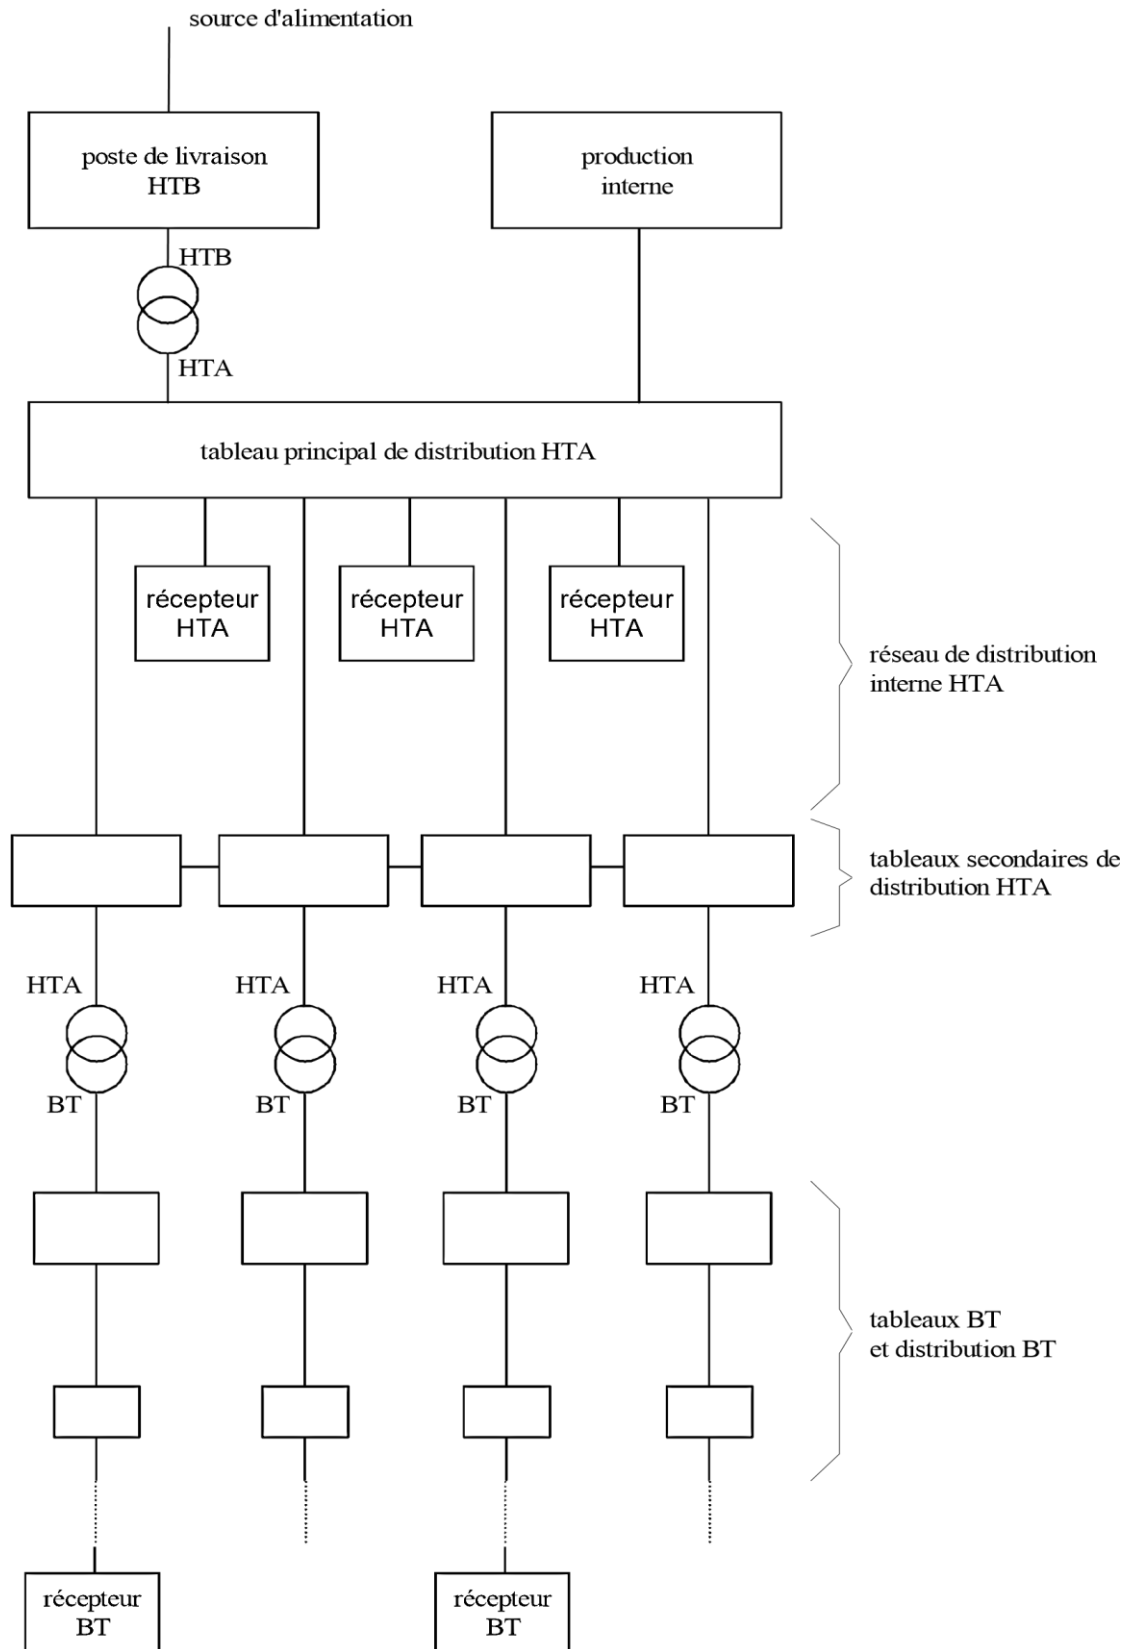 source d'alimentation
poste de livraison
HTB
production
interne
HTB
HTA
tableau principal de distribution HTA
récepteur
HTA
récepteur
HTA
récepteur
HTA
réseau de distribution
interne HTA
tableaux secondaires de
distribution HTA
HTA
HTA
HTA
HTA
BT
BT
BT
BT
tableaux BT
et distribution BT
récepteur
BT
récepteur
BT